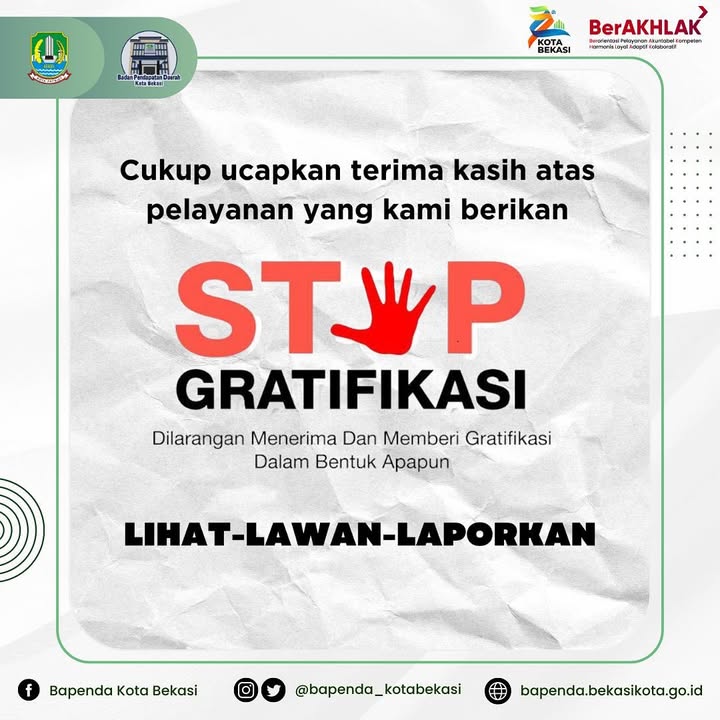 Badan Pendapatan Daerah
Kota Bekasi
KOTA
BEKASI
BerAKHLAK
Berorientasi Pelayanan Akuntabel Kompeten
Harmonis Loyal Adaptif Kolaboratif
Cukup ucapkan terima kasih atas
pelayanan yang kami berikan
STOP
GRATIFIKASI
Dilarangan Menerima Dan Memberi Gratifikasi
Dalam Bentuk Apapun
LIHAT-LAWAN-LAPORKAN
Bapenda Kota Bekasi
@bapenda_kotabekasi
bapenda.bekasikota.go.id